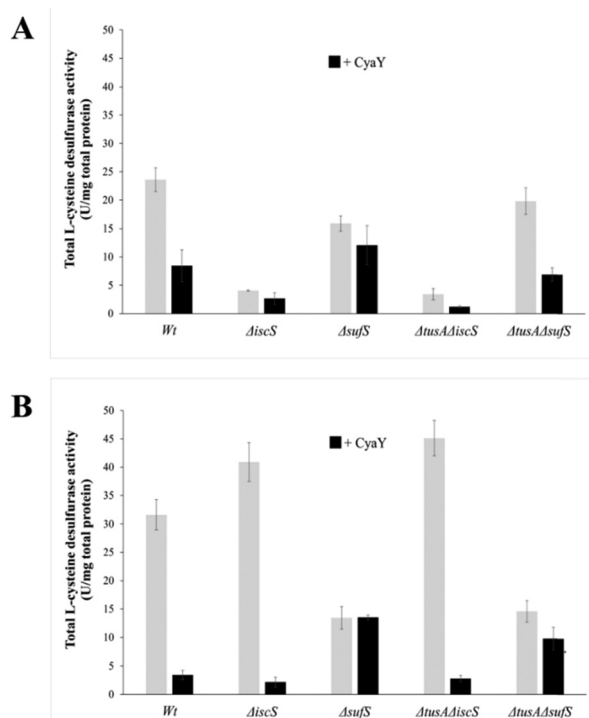 A
Total L-cysteine desulfurase activity
(U/mg total protein)
50
45
40
35
30
25
20
15
10
5
0
+ CyaY
Wt
ΔiscS
ΔsufS
ΔtusAΔiscS
ΔtusAΔsufS
B
Total L-cysteine desulfurase activity
(U/mg total protein)
50
45
40
35
30
25
20
15
10
5
0
+ CyaY
Wt
ΔiscS
ΔsufS
ΔtusAΔiscS
ΔtusAΔsufS